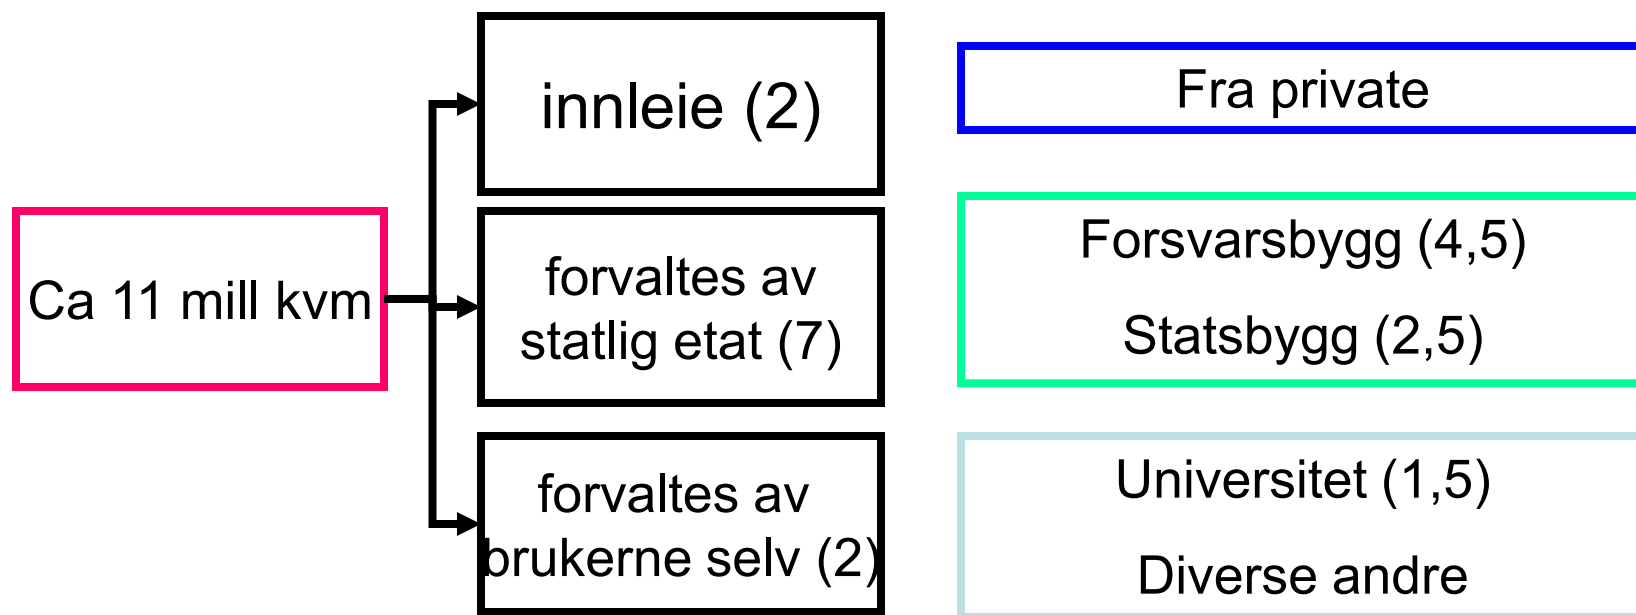 Ca 11 mill kvm
innleie (2)
Fra private
forvaltes av
statlig etat (7)
Forsvarsbygg (4,5)
Statsbygg (2,5)
forvaltes av
brukerne selv (2)
Universitet (1,5)
Diverse andre